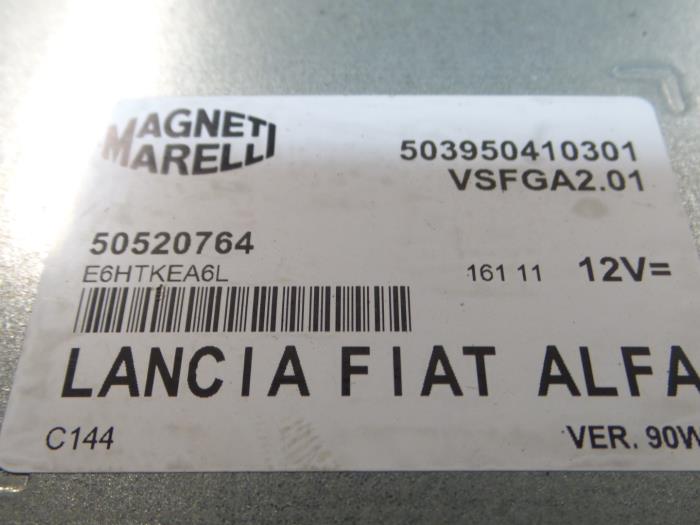 MAGNETI MARELLI
503950410301
VSFGA2.01
50520764
E6HTKEA6L
161 11 12V=
LANCIA FIAT ALFA
C144
VER. 90W